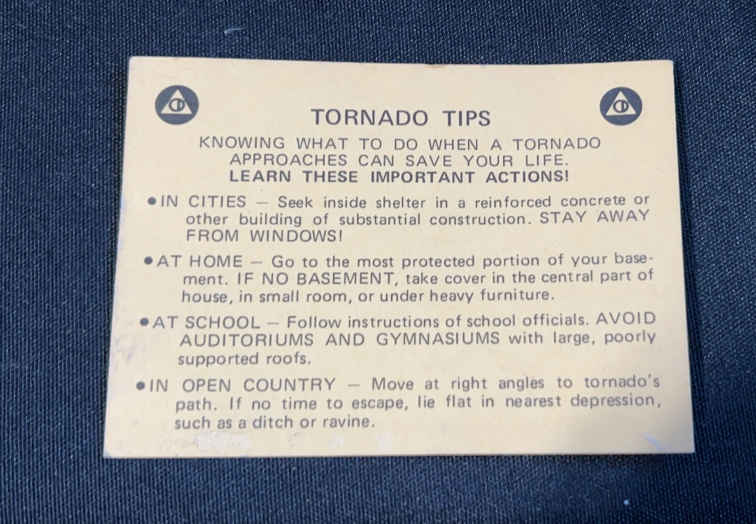 CD CD
TORNADO TIPS
KNOWING WHAT TO DO WHEN A TORNADO
APPROACHES CAN SAVE YOUR LIFE.
LEARN THESE IMPORTANT ACTIONS!
• IN CITIES — Seek inside shelter in a reinforced concrete or
other building of substantial construction. STAY AWAY
FROM WINDOWS!
• AT HOME — Go to the most protected portion of your base-
ment. IF NO BASEMENT, take cover in the central part of
house, in small room, or under heavy furniture.
• AT SCHOOL — Follow instructions of school officials. AVOID
AUDITORIUMS AND GYMNASIUMS with large, poorly
supported roofs.
• IN OPEN COUNTRY — Move at right angles to tornado's
path. If no time to escape, lie flat in nearest depression,
such as a ditch or ravine.